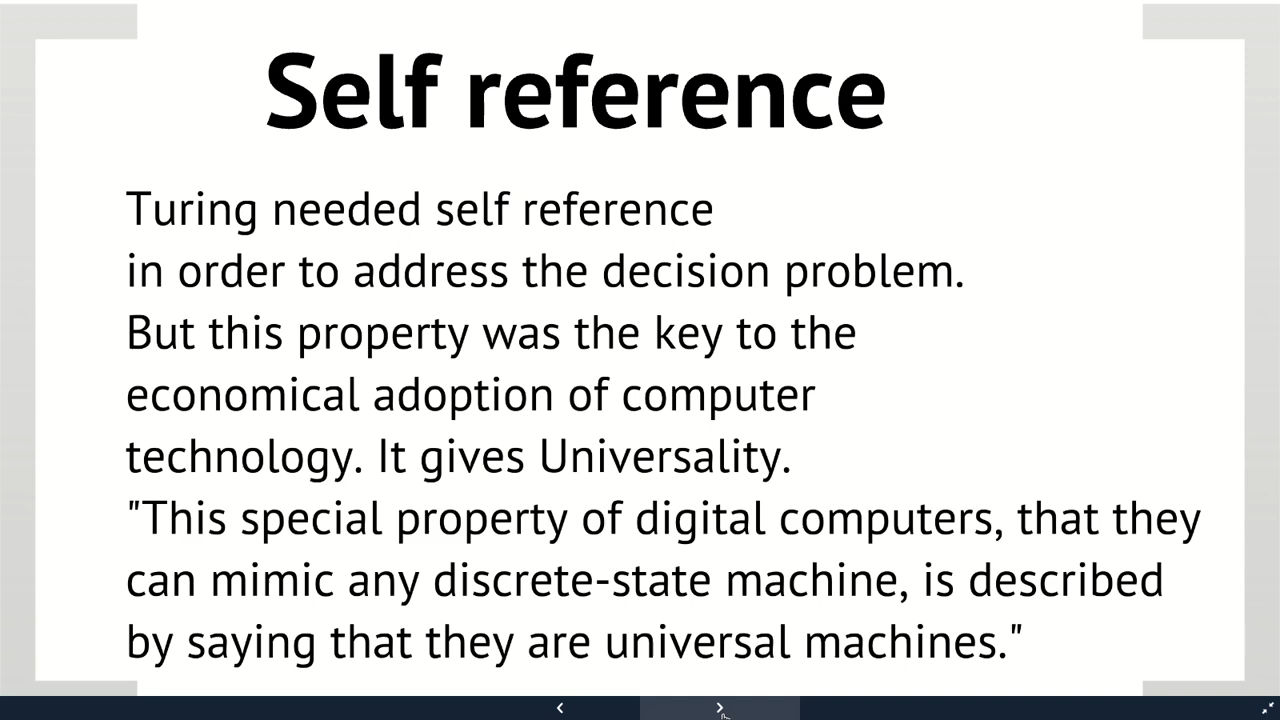 Self reference
Turing needed self reference
in order to address the decision problem.
But this property was the key to the
economical adoption of computer
technology. It gives Universality.
"This special property of digital computers, that they
can mimic any discrete-state machine, is described
by saying that they are universal machines."